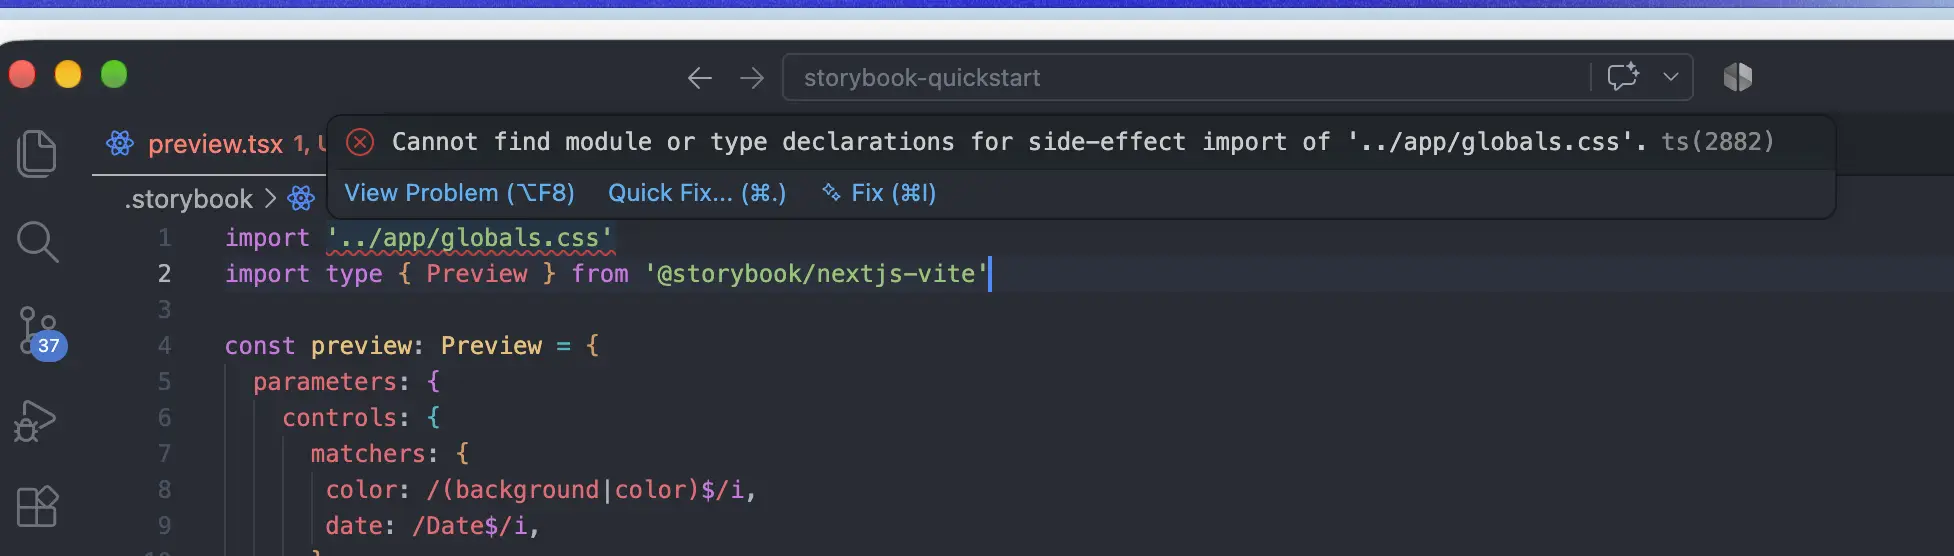 storybook-quickstart
preview.tsx 1, U
Cannot find module or type declarations for side-effect import of '../app/globals.css'. ts(2882)
View Problem (⌥F8) Quick Fix... (⌘.) Fix (⌘I)
.storybook >
1 import '../app/globals.css'
2 import type { Preview } from '@storybook/nextjs-vite'
3
4 const preview: Preview = {
5 parameters: {
6 controls: {
7 matchers: {
8 color: /(background|color)$/i,
9 date: /Date$/i,
37